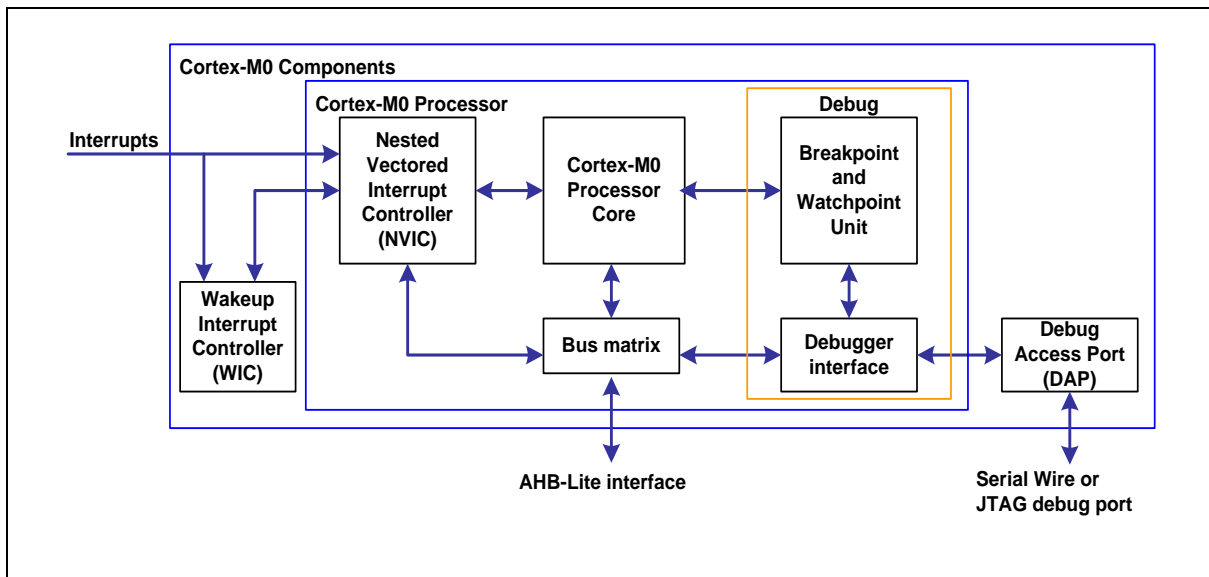 Cortex-M0 Components
Cortex-M0 Processor
Debug
Interrupts
Nested
Vectored
Interrupt
Controller
(NVIC)
Cortex-M0
Processor
Core
Breakpoint
and
Watchpoint
Unit
Wakeup
Interrupt
Controller
(WIC)
Bus matrix
Debugger
interface
Debug
Access Port
(DAP)
AHB-Lite interface
Serial Wire or
JTAG debug port